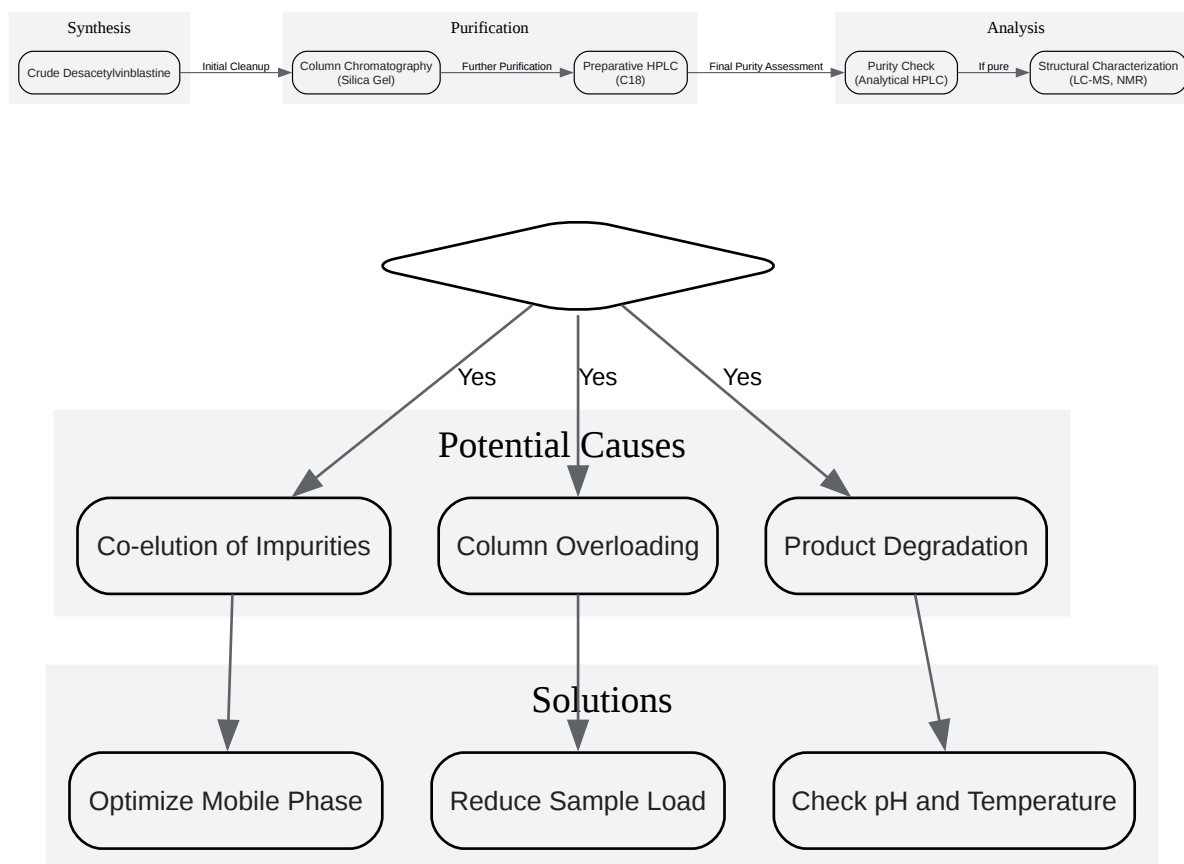 Synthesis
Purification
Analysis
Crude Desacetylvinblastine
Initial Cleanup
Column Chromatography
(Silica Gel)
Further Purification
Preparative HPLC
(C18)
Final Purity Assessment
Purity Check
(Analytical HPLC)
If pure
Structural Characterization
(LC-MS, NMR)
Yes
Yes
Yes
Potential Causes
Co-elution of Impurities
Column Overloading
Product Degradation
Solutions
Optimize Mobile Phase
Reduce Sample Load
Check pH and Temperature